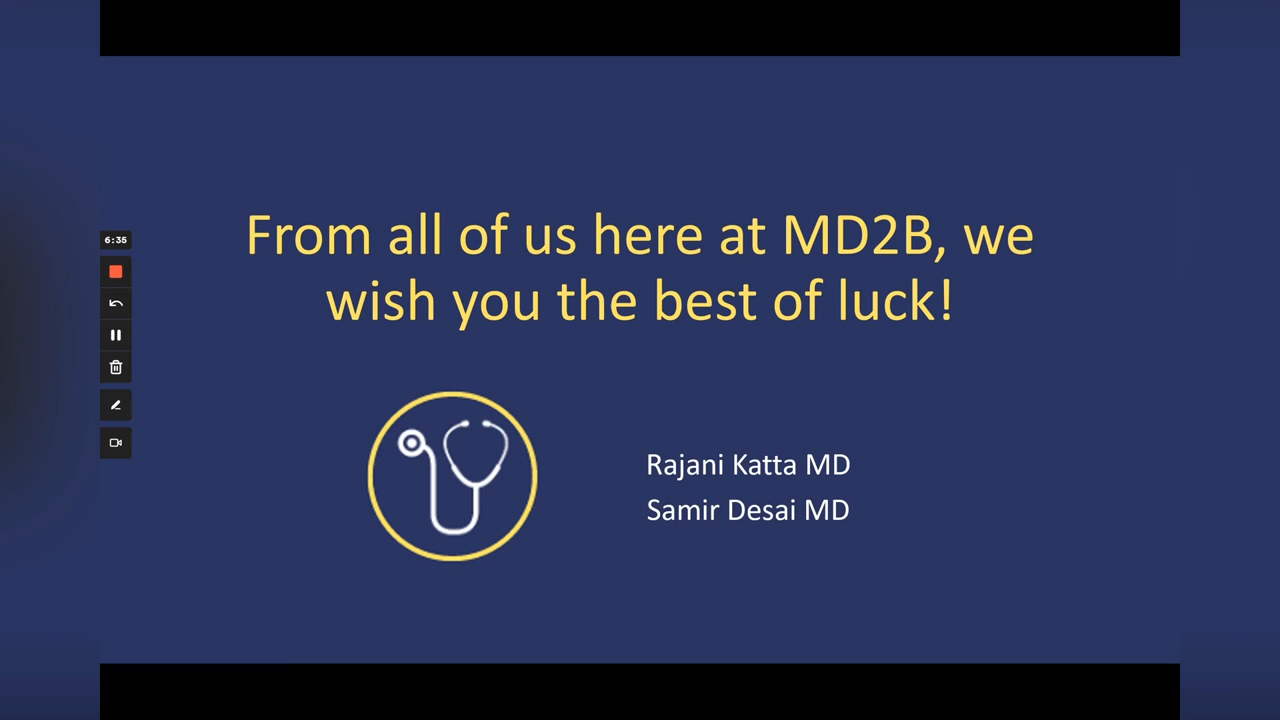 From all of us here at MD2B, we
wish you the best of luck!
6:35
Rajani Katta MD
Samir Desai MD